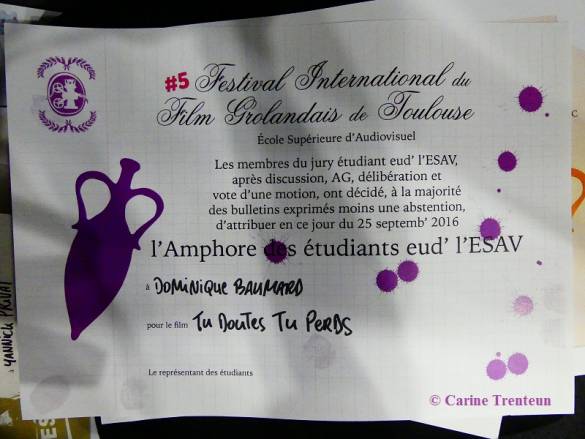 #5 Festival International du
Film Grolandais de Toulouse
École Supérieure d'Audiovisuel
Les membres du jury étudiant eud' l'ESAV,
après discussion, AG, délibération et
vote d'une motion, ont décidé, à la majorité
des bulletins exprimés moins une abstention,
d'attribuer en ce jour du 25 septemb' 2016
l'Amphore des étudiants eud' l'ESAV
à DOMINIQUE BAUMARD
pour le film TU DOUTES TU PERDS
Le représentant des étudiants
à YANNICK PRIVAT
ES
© Carine Trenteun